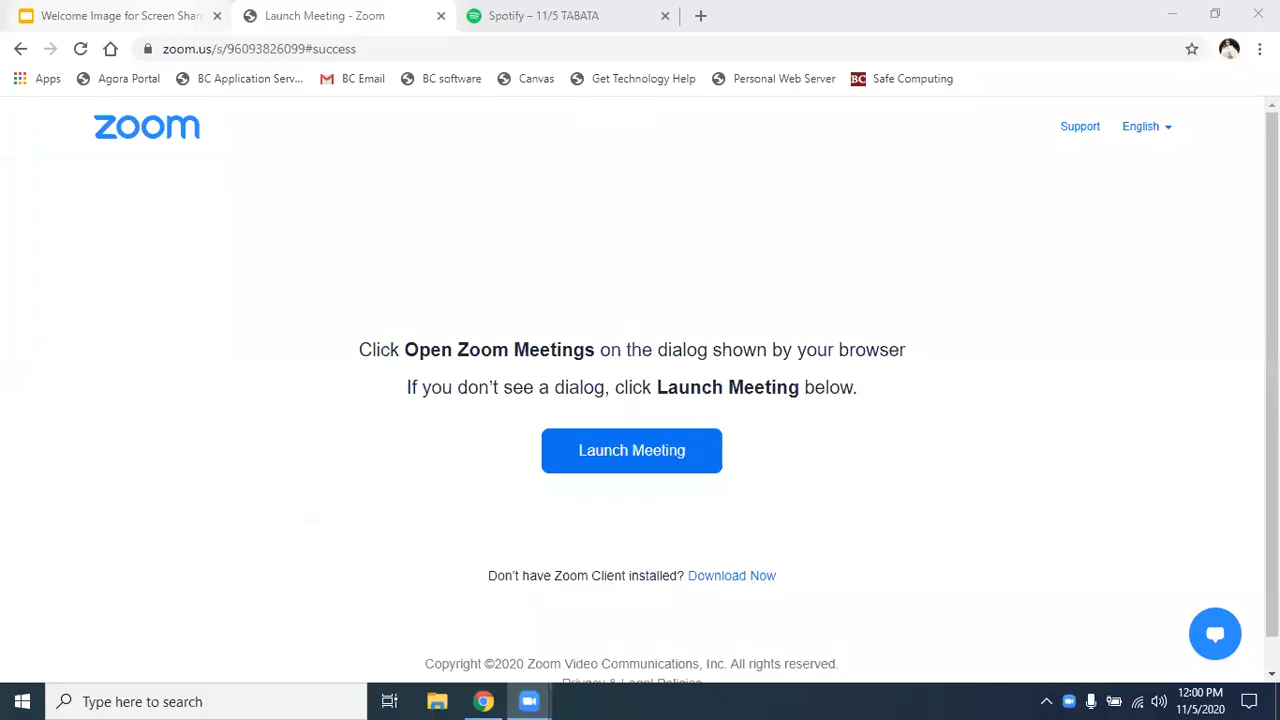 Welcome Image for Screen Shar
Launch Meeting - Zoom
Spotify – 11/5 TABATA
zoom.us/s/96093826099#success
Apps
Agora Portal
BC Application Serv...
BC Email
BC software
Canvas
Get Technology Help
Personal Web Server
BC Safe Computing
zoom
Support
English
Click Open Zoom Meetings on the dialog shown by your browser
If you don’t see a dialog, click Launch Meeting below.
Launch Meeting
Don’t have Zoom Client installed? Download Now
Copyright ©2020 Zoom Video Communications, Inc. All rights reserved.
Privacy & Legal Policies
Type here to search
12:00 PM
11/5/2020